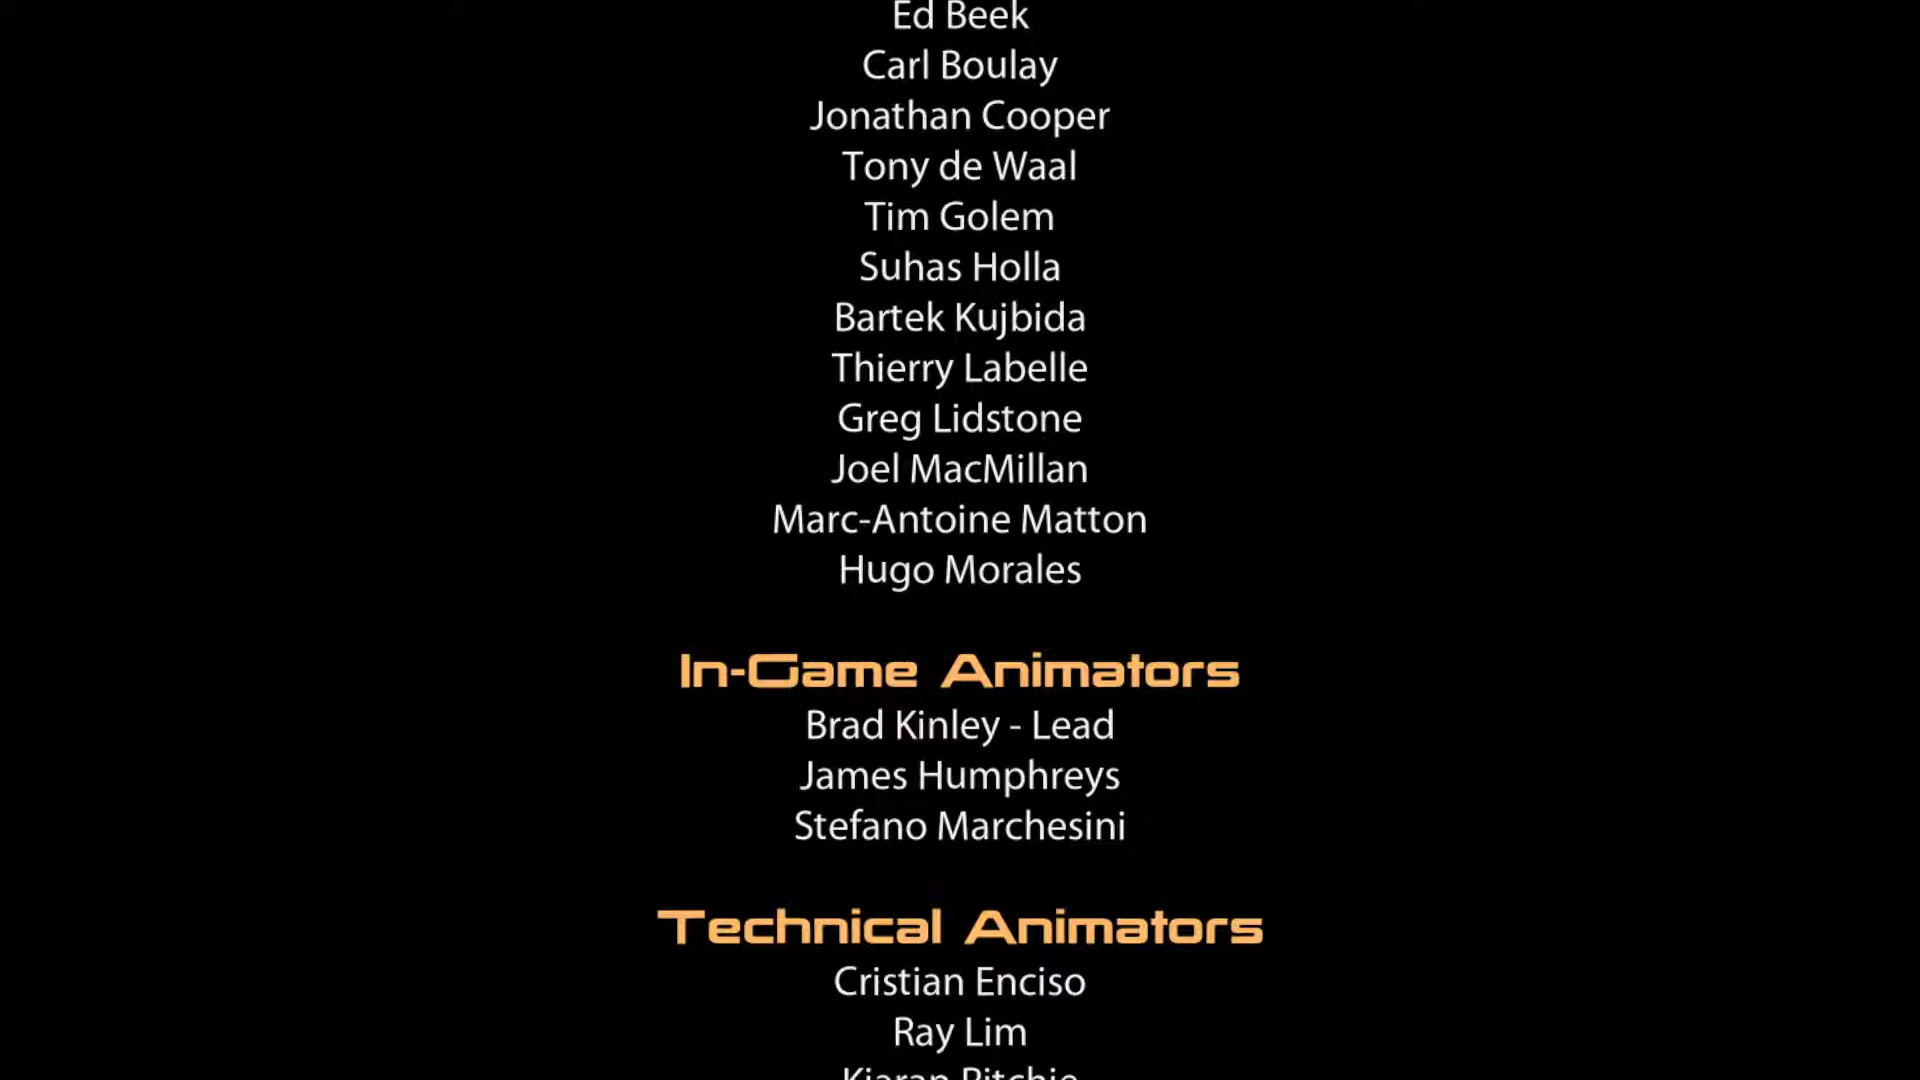 Ed Beek
Carl Boulay
Jonathan Cooper
Tony de Waal
Tim Golem
Suhas Holla
Bartek Kujbida
Thierry Labelle
Greg Lidstone
Joel MacMillan
Marc-Antoine Matton
Hugo Morales
In-Game Animators
Brad Kinley - Lead
James Humphreys
Stefano Marchesini
Technical Animators
Cristian Enciso
Ray Lim
Kiaran Ritchie